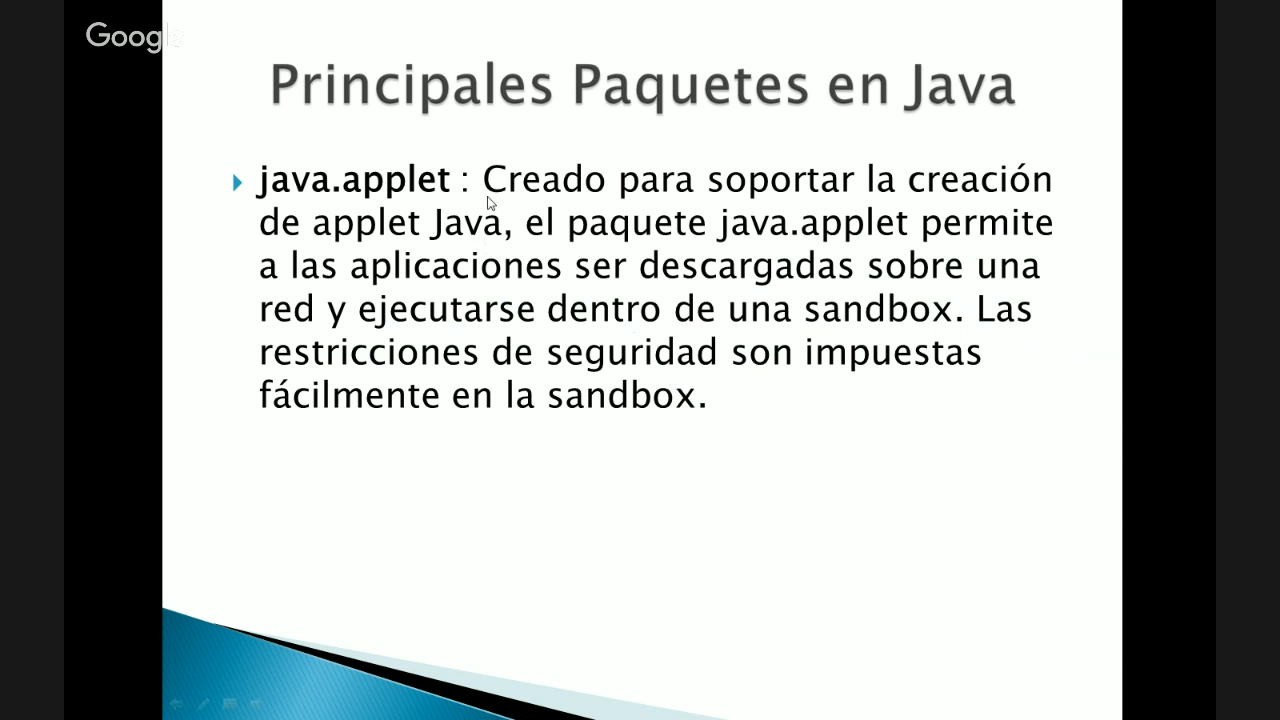 Google
Principales Paquetes en Java
java.applet : Creado para soportar la creación
de applet Java, el paquete java.applet permite
a las aplicaciones ser descargadas sobre una
red y ejecutarse dentro de una sandbox. Las
restricciones de seguridad son impuestas
fácilmente en la sandbox.